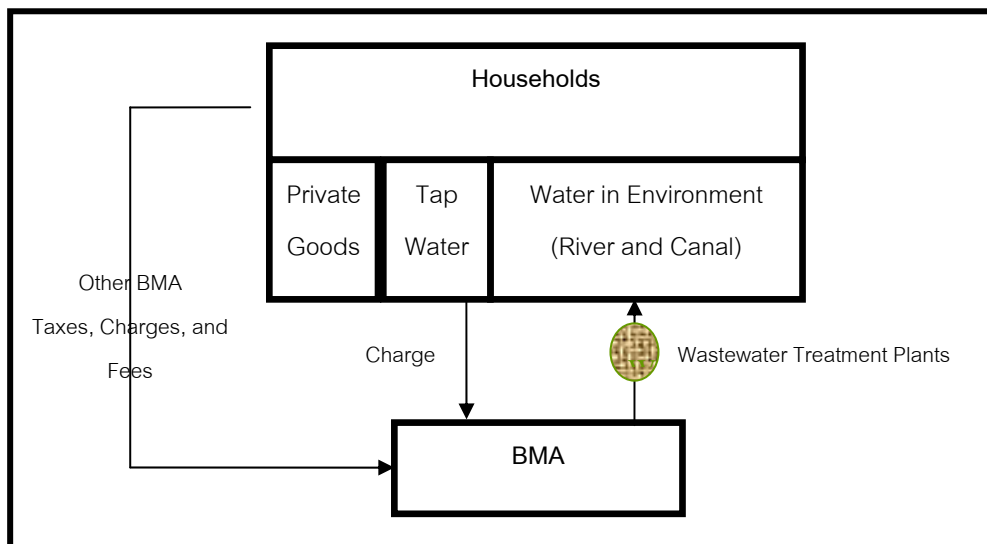 Households
Private
Goods
Tap
Water
Water in Environment
(River and Canal)
Other BMA
Taxes, Charges, and
Fees
Charge
Wastewater Treatment Plants
BMA